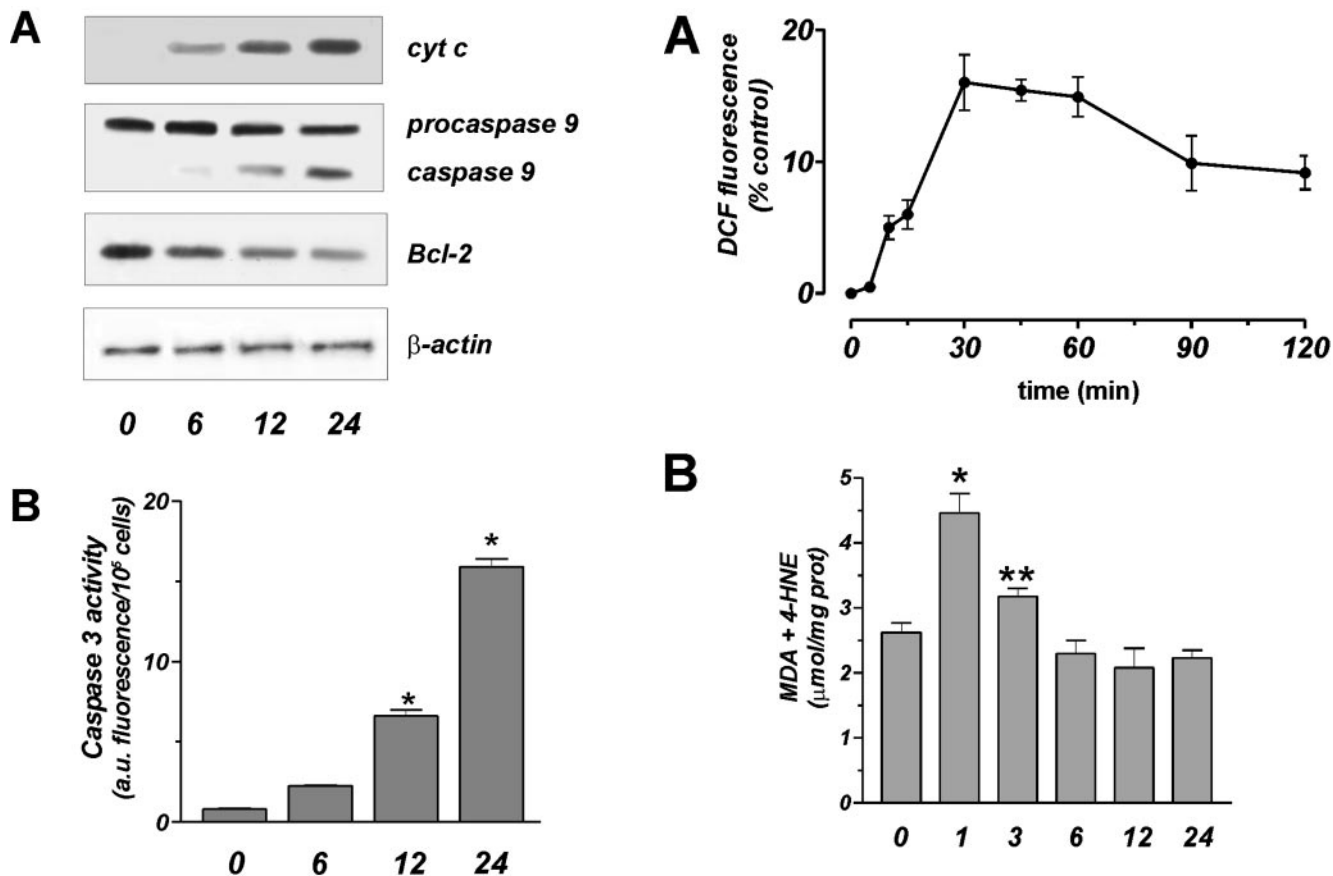 A
cyt c
procaspase 9
caspase 9
Bcl-2
β-actin
0 6 12 24
B
Caspase 3 activity
(a.u. fluorescence/10⁶ cells)
20
10
0
0 6 12 24
*
*
A
DCF fluorescence
(% control)
20
10
0
0 30 60 90 120
time (min)
B
MDA + 4-HNE
(μmol/mg prot)
5
4
3
2
1
0
*
**
0 1 3 6 12 24